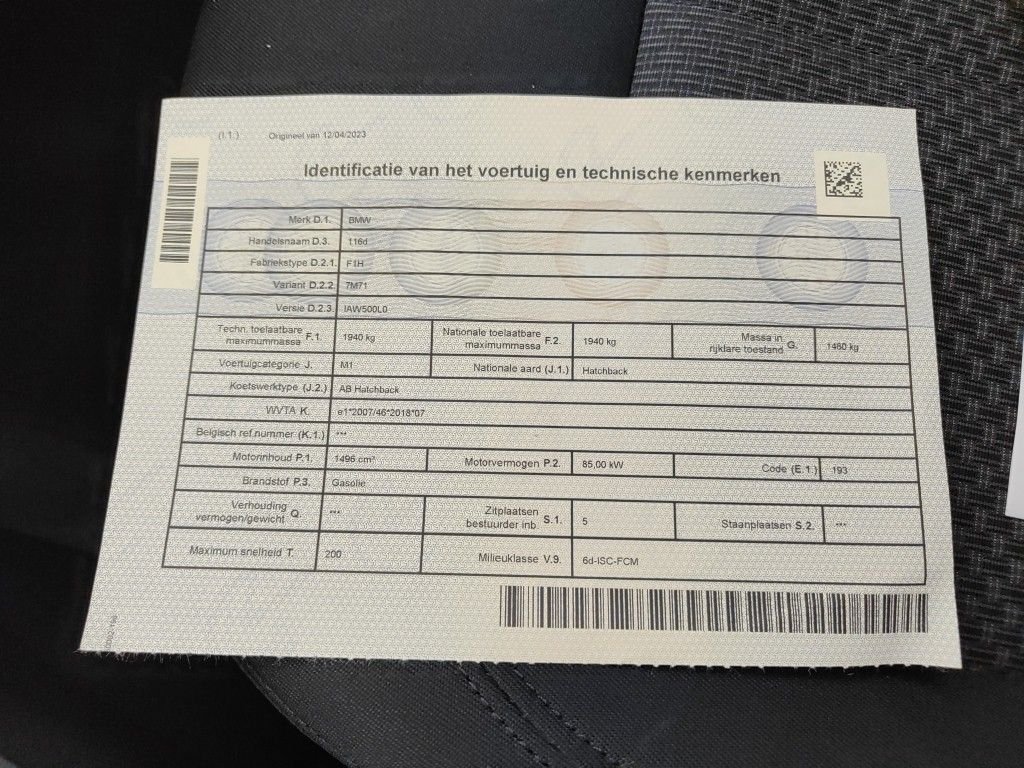 (I.1.) Origineel van 12/04/2023
Identificatie van het voertuig en technische kenmerken
Merk D.1. BMW
Handelsnaam D.3. 116d
Fabriekstype D.2.1. F1H
Variant D.2.2. 7M71
Versie D.2.3. IAW500L0
Techn. toelaatbare maximummassa F.1. 1940 kg Nationale toelaatbare maximummassa F.2. 1940 kg Massa in rijklare toestand G. 1460 kg
Voertuigcategorie J. M1 Nationale aard (J.1.) Hatchback
Koetswerktype (J.2.) AB Hatchback
WVTA K. e1*2007/46*2018*07
Belgisch ref.nummer (K.1.) ***
Motorinhoud P.1. 1496 cm³ Motorvermogen P.2. 85,00 kW Code (E.1.) 193
Brandstof P.3. Gasolie
Verhouding vermogen/gewicht Q. *** Zitplaatsen bestuurder inb. S.1. 5 Staanplaatsen S.2. ***
Maximum snelheid T. 200 Milieuklasse V.9. 6d-ISC-FCM